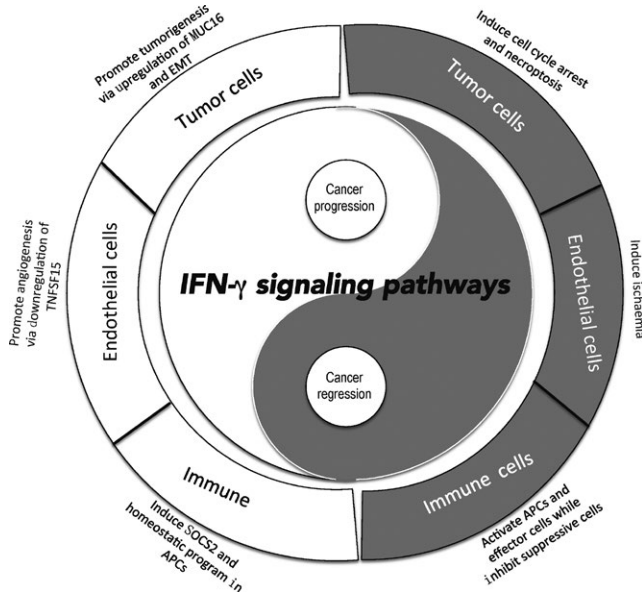 Promote tumorigenesis
via upregulation of MUC16
and EMT
Tumor cells
Induce cell cycle arrest
and necroptosis
Tumor cells
Promote angiogenesis
via downregulation of
TNFSF15
Endothelial cells
Cancer
progression
IFN-γ signaling pathways
Cancer
regression
Endothelial cells
Induce ischaemia
Immune
Induce SOCS2 and
homeostatic program in
APCs
Immune cells
Activate APCs and
effector cells while
inhibit suppressive cells